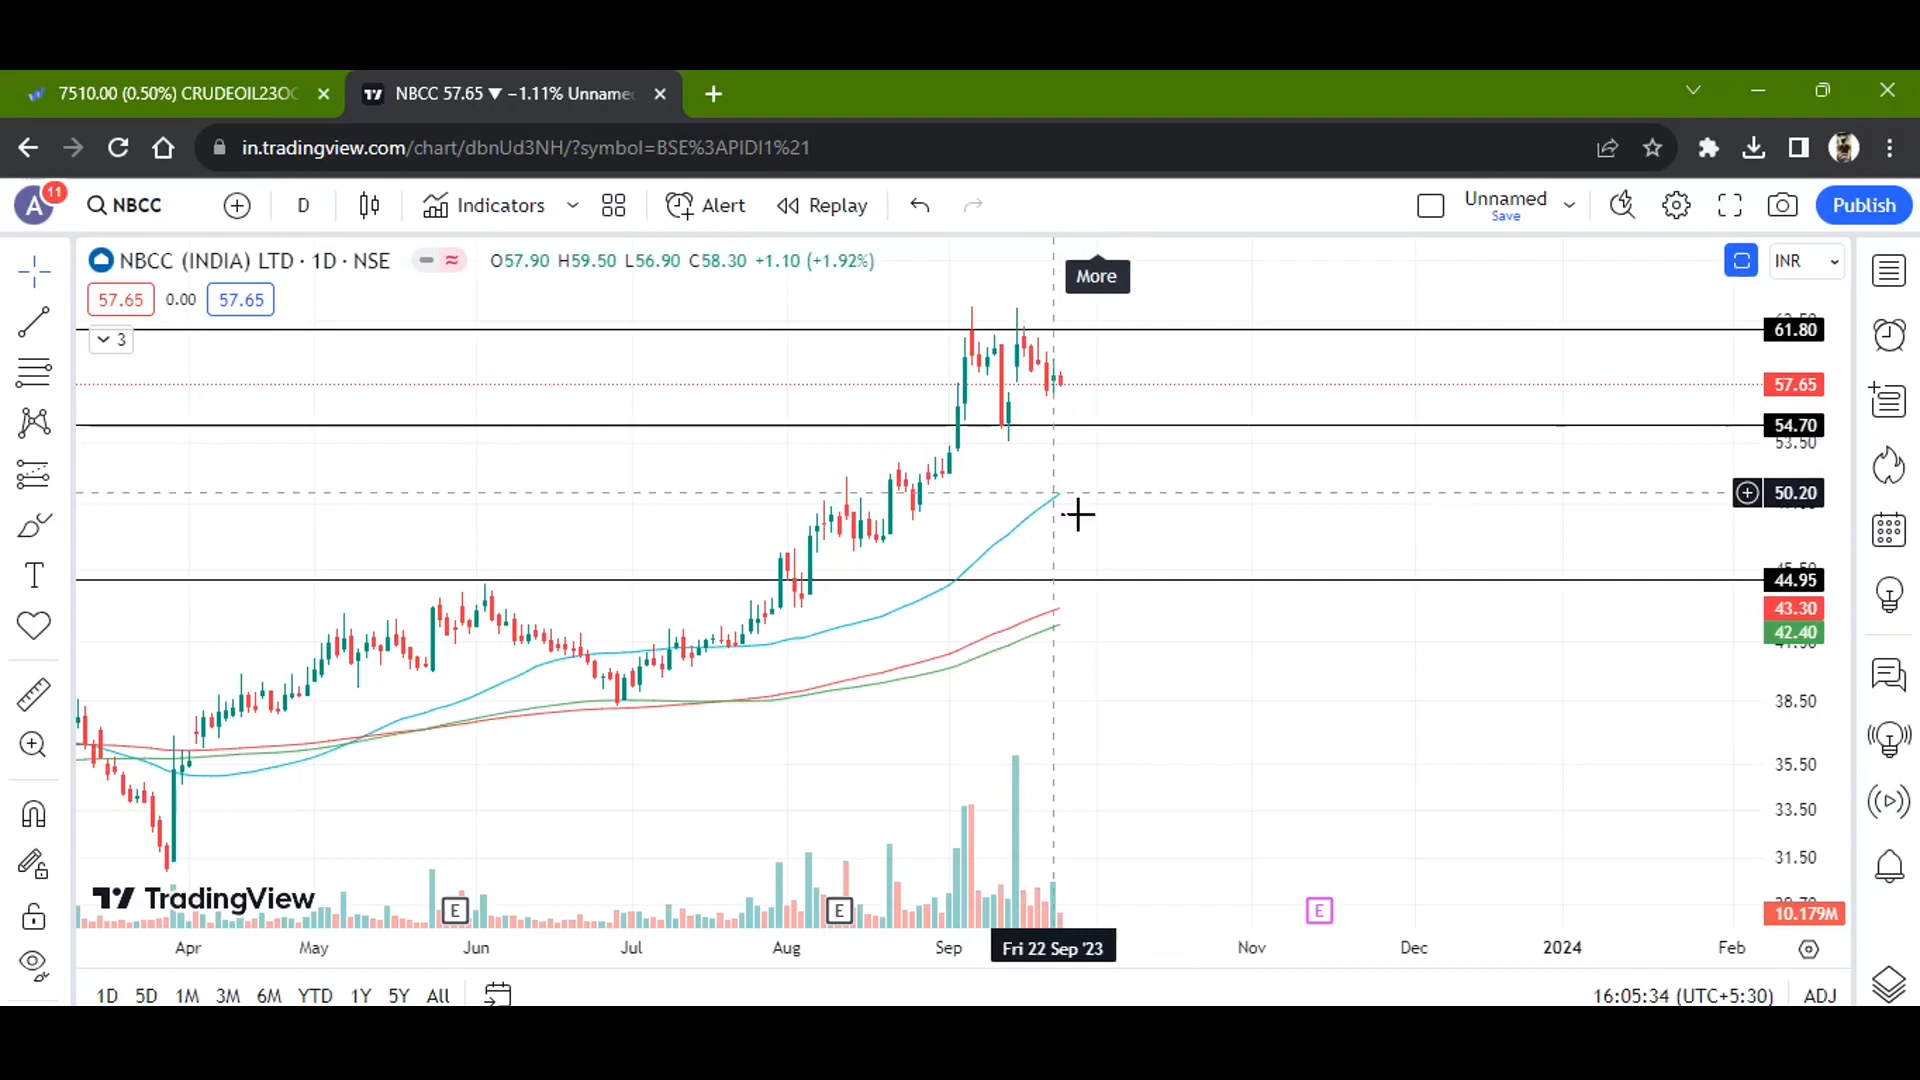 7510.00 (0.50%) CRUDEOIL23OC
NBCC 57.65 ▼ −1.11% Unname
in.tradingview.com/chart/dbnUd3NH/?symbol=BSE%3APIDI1%21
A 11 NBCC D Indicators Alert Replay Unnamed Save Publish
NBCC (INDIA) LTD · 1D · NSE O57.90 H59.50 L56.90 C58.30 +1.10 (+1.92%)
More
INR
57.65 0.00 57.65
3
61.80
57.65
54.70
53.50
50.20
44.95
43.30
42.40
38.50
35.50
33.50
31.50
10.179M
TradingView
E E E
Apr May Jun Jul Aug Sep Fri 22 Sep '23 Nov Dec 2024 Feb
1D 5D 1M 3M 6M YTD 1Y 5Y All 16:05:34 (UTC+5:30) ADJ